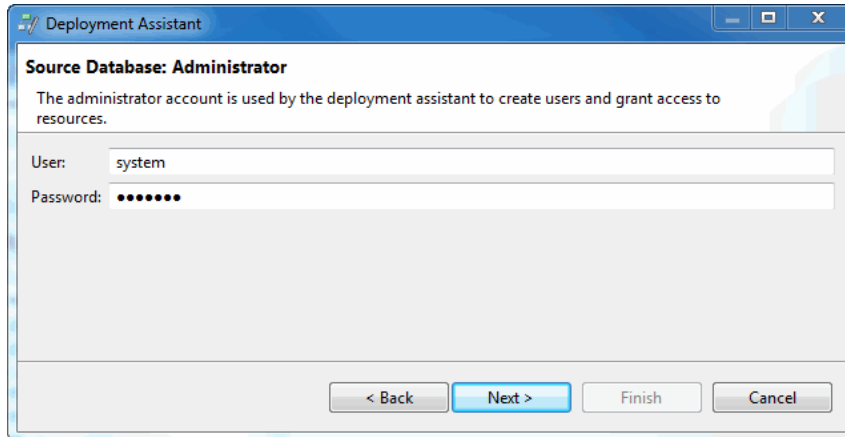 Deployment Assistant
Source Database: Administrator
The administrator account is used by the deployment assistant to create users and grant access to
resources.
User: system
Password: •••••••
< Back Next > Finish Cancel